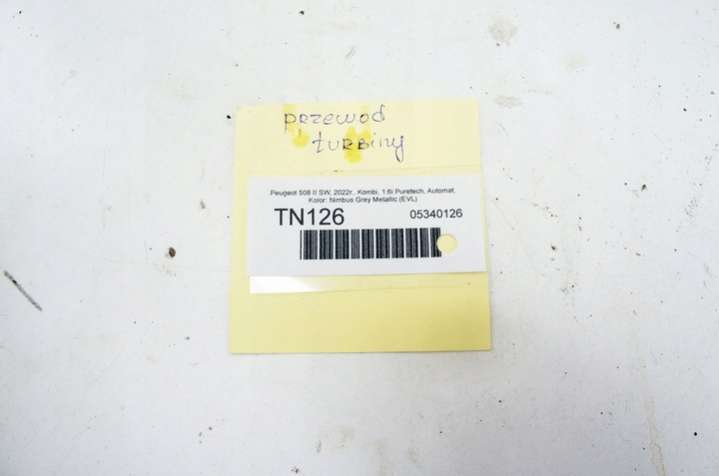 przewod
turbiny
Peugeot 508 II SW, 2022r., Kombi, 1.6i Puretech, Automat,
Kolor: Nimbus Grey Metallic (EVL)
TN126 05340126